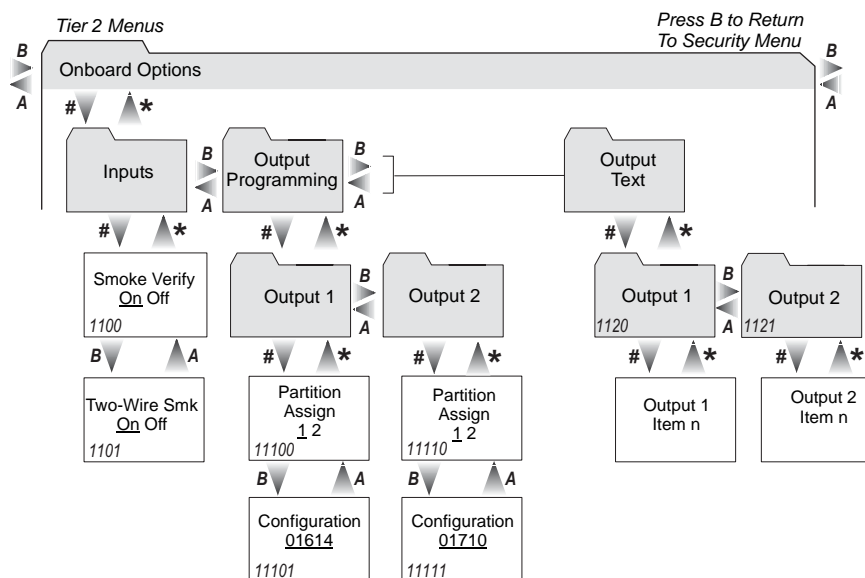 Tier 2 Menus
Press B to Return
To Security Menu
B
A
Onboard Options
B
A
# *
Inputs
B
A
Output
Programming
B
A
Output
Text
# *
# *
# *
Smoke Verify
On Off
1100
Output 1
B
A
Output 2
Output 1
1120
B
A
Output 2
1121
B A
# *
# *
# *
# *
Two-Wire Smk
On Off
1101
Partition
Assign
1 2
11100
Partition
Assign
1 2
11110
Output 1
Item n
Output 2
Item n
B A
B A
Configuration
01614
11101
Configuration
01710
11111